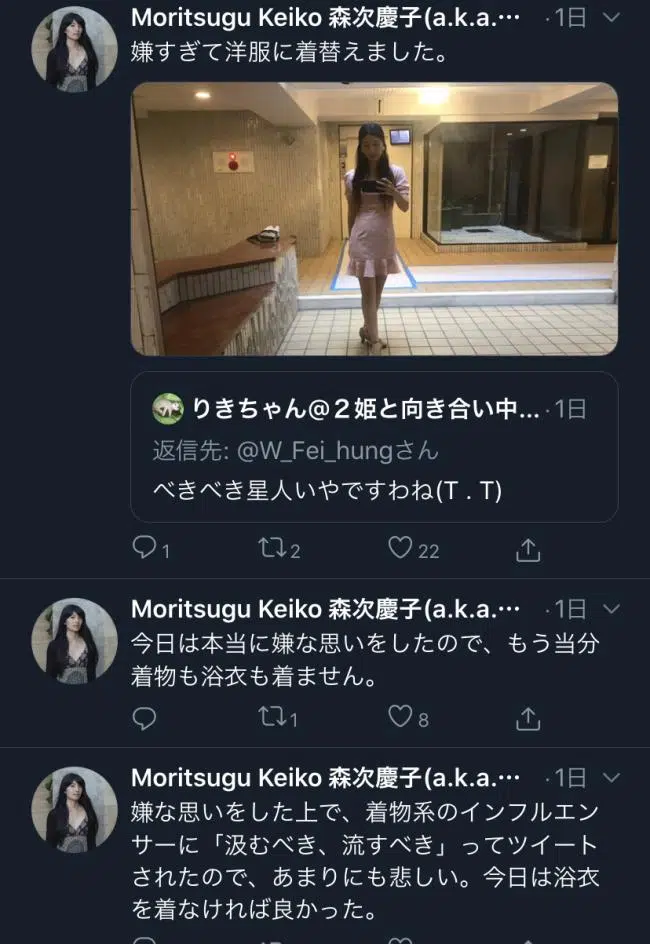 Moritsugu Keiko 森次慶子(a.k.a.… ・1日
嫌すぎて洋服に着替えました。
りきちゃん@２姫と向き合い中... ・1日
返信先: @W_Fei_hungさん
べきべき星人いやですわね(T . T)
1 2 22
Moritsugu Keiko 森次慶子(a.k.a.… ・1日
今日は本当に嫌な思いをしたので、もう当分
着物も浴衣も着ません。
1 8
Moritsugu Keiko 森次慶子(a.k.a.… ・1日
嫌な思いをした上で、着物系のインフルエン
サーに「汲むべき、流すべき」ってツイート
されたので、あまりにも悲しい。今日は浴衣
を着なければ良かった。